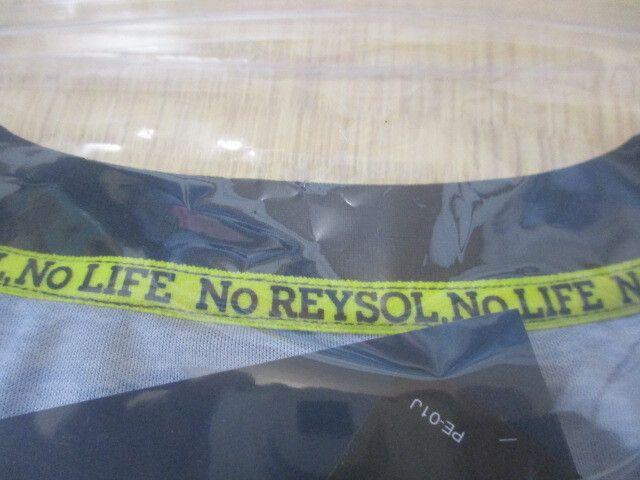 L, NO LIFE NO REYSOL, NO LIFE N
PE-01J